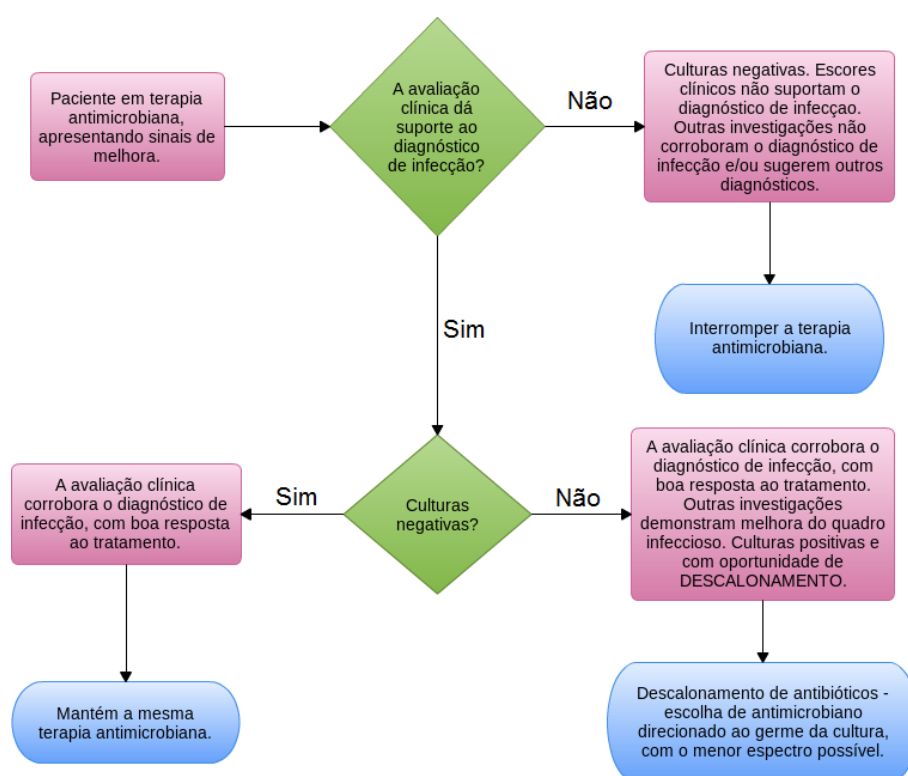 Paciente em terapia
antimicrobiana,
apresentando sinais de
melhora.
A avaliação
clínica dá
suporte ao
diagnóstico
de infecção?
Não
Culturas negativas. Escores
clínicos não suportam o
diagnóstico de infecçao.
Outras investigações não
corroboram o diagnóstico de
infecção e/ou sugerem outros
diagnósticos.
Interromper a terapia
antimicrobiana.
Sim
Culturas
negativas?
Sim
A avaliação clínica
corrobora o diagnóstico de
infecção, com boa resposta
ao tratamento.
Mantém a mesma
terapia antimicrobiana.
Não
A avaliação clínica corrobora o
diagnóstico de infecção, com
boa resposta ao tratamento.
Outras investigações
demonstram melhora do quadro
infeccioso. Culturas positivas e
com oportunidade de
DESCALONAMENTO.
Descalonamento de antibióticos -
escolha de antimicrobiano
direcionado ao germe da cultura,
com o menor espectro possível.